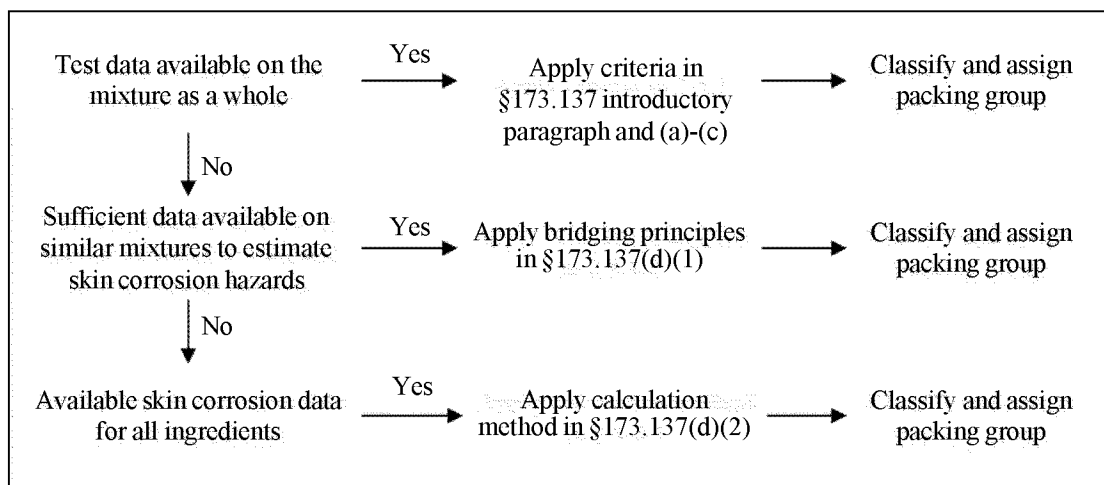 Test data available on the
mixture as a whole
Yes
Apply criteria in
§173.137 introductory
paragraph and (a)-(c)
Classify and assign
packing group
No
Sufficient data available on
similar mixtures to estimate
skin corrosion hazards
Yes
Apply bridging principles
in §173.137(d)(1)
Classify and assign
packing group
No
Available skin corrosion data
for all ingredients
Yes
Apply calculation
method in §173.137(d)(2)
Classify and assign
packing group